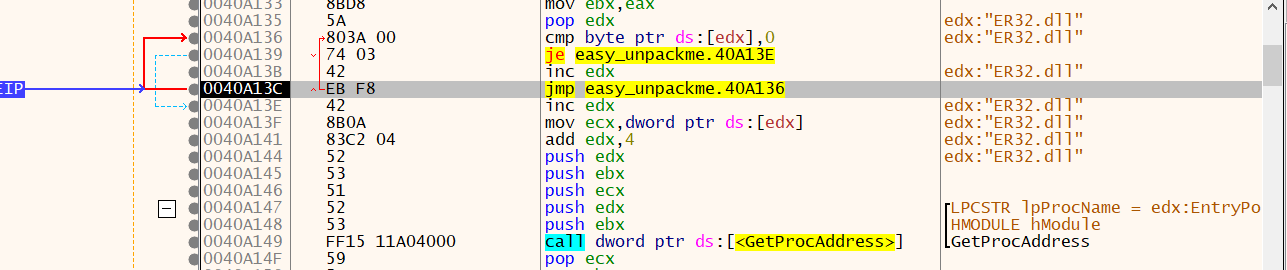 0040A133 8BD8 mov ebx,eax
0040A135 5A pop edx edx:"ER32.dll"
0040A136 803A 00 cmp byte ptr ds:[edx],0 edx:"ER32.dll"
0040A139 74 03 je easy_unpackme.40A13E
0040A13B 42 inc edx edx:"ER32.dll"
EIP 0040A13C EB F8 jmp easy_unpackme.40A136
0040A13E 42 inc edx edx:"ER32.dll"
0040A13F 8B0A mov ecx,dword ptr ds:[edx] edx:"ER32.dll"
0040A141 83C2 04 add edx,4 edx:"ER32.dll"
0040A144 52 push edx edx:"ER32.dll"
0040A145 53 push ebx
0040A146 51 push ecx
0040A147 52 push edx LPCSTR lpProcName = edx:EntryPo
0040A148 53 push ebx HMODULE hModule
0040A149 FF15 11A04000 call dword ptr ds:[<GetProcAddress>] GetProcAddress
0040A14F 59 pop ecx